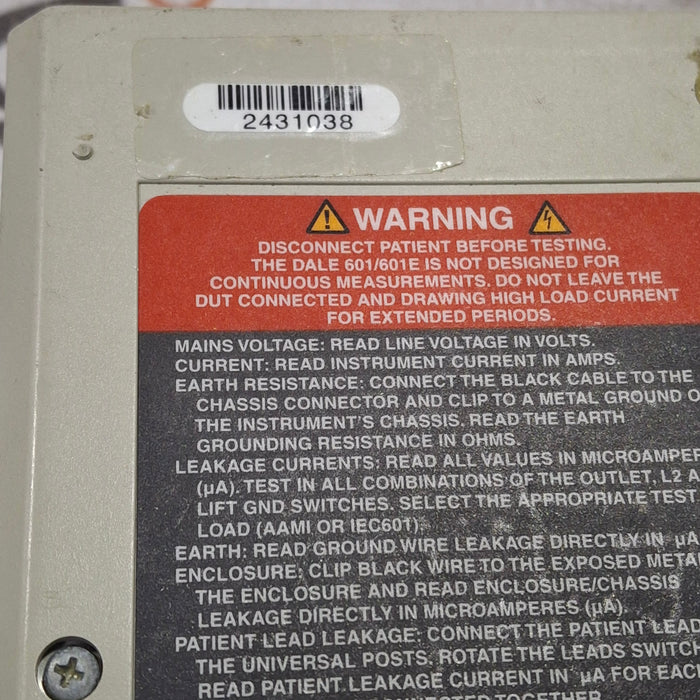 2431038
WARNING
DISCONNECT PATIENT BEFORE TESTING.
THE DALE 601/601E IS NOT DESIGNED FOR
CONTINUOUS MEASUREMENTS. DO NOT LEAVE THE
DUT CONNECTED AND DRAWING HIGH LOAD CURRENT
FOR EXTENDED PERIODS.
MAINS VOLTAGE: READ LINE VOLTAGE IN VOLTS.
CURRENT: READ INSTRUMENT CURRENT IN AMPS.
EARTH RESISTANCE: CONNECT THE BLACK CABLE TO THE
CHASSIS CONNECTOR AND CLIP TO A METAL GROUND
THE INSTRUMENT'S CHASSIS. READ THE EARTH
GROUNDING RESISTANCE IN OHMS.
LEAKAGE CURRENTS: READ ALL VALUES IN MICROAMPER
(µA). TEST IN ALL COMBINATIONS OF THE OUTLET, L2 A
LIFT GND SWITCHES. SELECT THE APPROPRIATE TEST
LOAD (AAMI OR IEC601).
EARTH: READ GROUND WIRE LEAKAGE DIRECTLY IN µA
ENCLOSURE: CLIP BLACK WIRE TO THE EXPOSED META
THE ENCLOSURE AND READ ENCLOSURE/CHASSIS
LEAKAGE DIRECTLY IN MICROAMPERES (µA).
PATIENT LEAD LEAKAGE: CONNECT THE PATIENT LEAD
THE UNIVERSAL POSTS. ROTATE THE LEADS SWITCH
READ PATIENT LEAKAGE CURRENT IN µA FOR EACH
TOGETHER